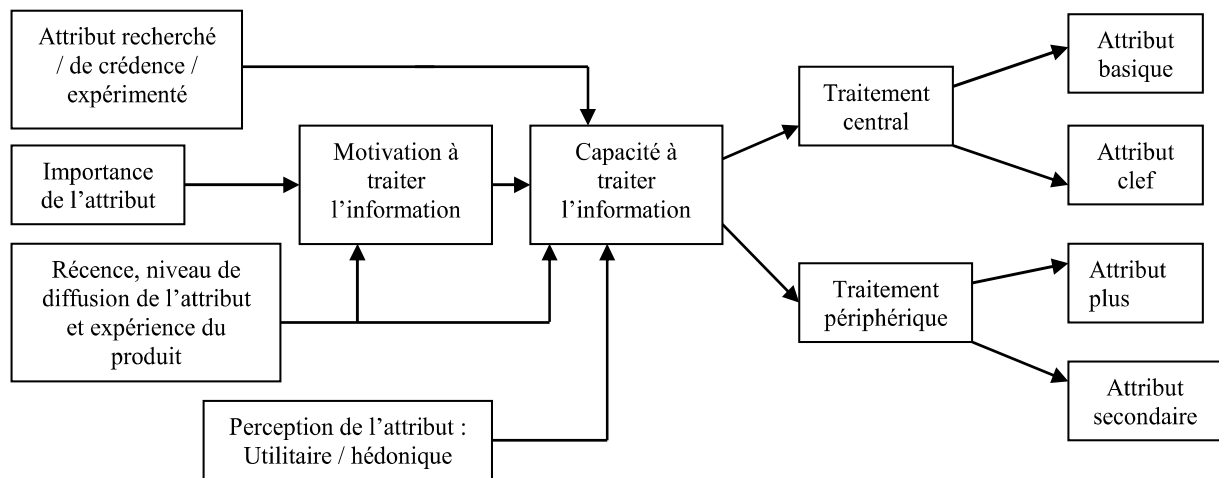 Attribut recherché
/ de crédence /
expérimenté
Importance
de l’attribut
Récence, niveau de
diffusion de l’attribut
et expérience du
produit
Perception de l’attribut :
Utilitaire / hédonique
Motivation à
traiter
l’information
Capacité à
traiter
l’information
Traitement
central
Traitement
périphérique
Attribut
basique
Attribut
clef
Attribut
plus
Attribut
secondaire